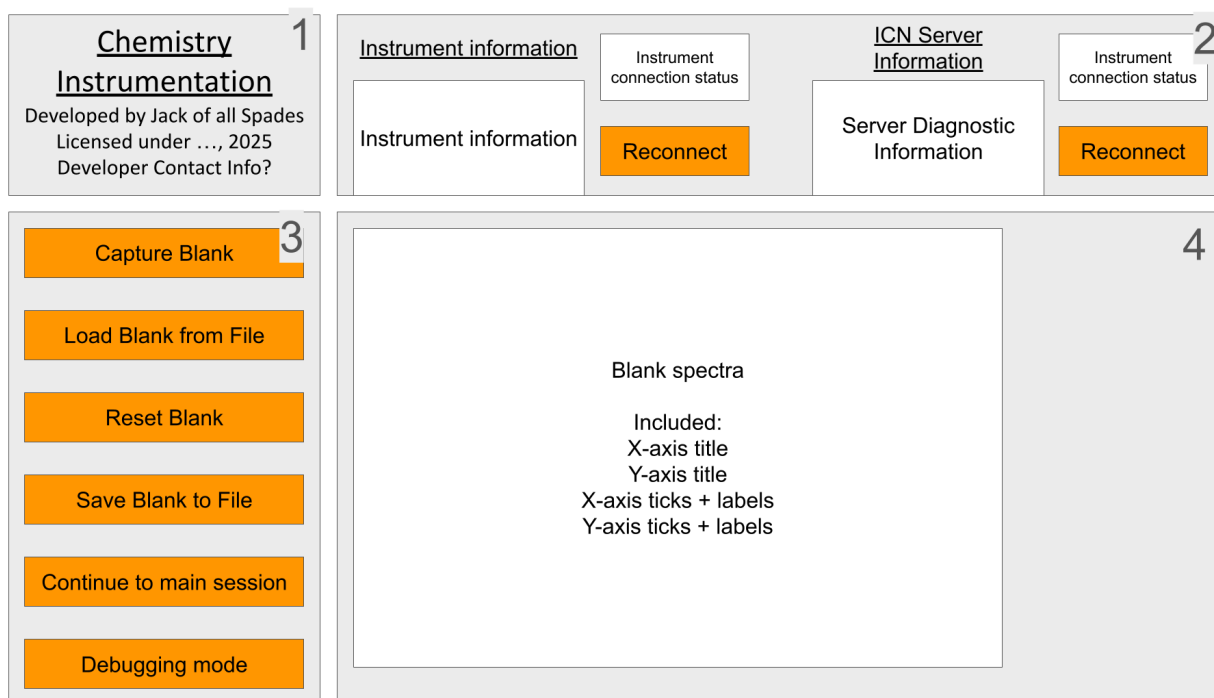 Chemistry
Instrumentation
Developed by Jack of all Spades
Licensed under …, 2025
Developer Contact Info?
1
Instrument information
Instrument information
Instrument
connection status
Reconnect
ICN Server
Information
Server Diagnostic
Information
Instrument
connection status
Reconnect
2
Capture Blank
3
Load Blank from File
Reset Blank
Save Blank to File
Continue to main session
Debugging mode
Blank spectra
Included:
X-axis title
Y-axis title
X-axis ticks + labels
Y-axis ticks + labels
4